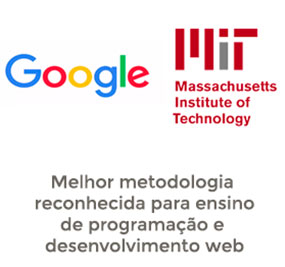 Google
MIT
Massachusetts
Institute of
Technology
Melhor metodologia
reconhecida para ensino
de programação e
desenvolvimento web